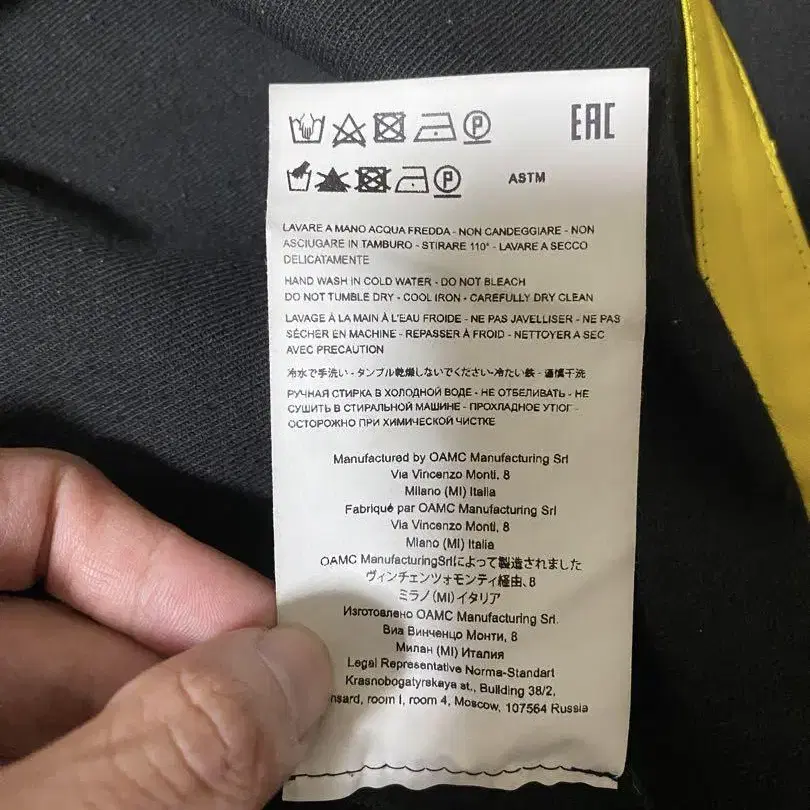 EAC
P
P
ASTM
LAVARE A MANO ACQUA FREDDA - NON CANDEGGIARE - NON
ASCIUGARE IN TAMBURO - STIRARE 110° - LAVARE A SECCO
DELICATAMENTE
HAND WASH IN COLD WATER - DO NOT BLEACH
DO NOT TUMBLE DRY - COOL IRON - CAREFULLY DRY CLEAN
LAVAGE À LA MAIN À L'EAU FROIDE - NE PAS JAVELLISER - NE PAS
SÉCHER EN MACHINE - REPASSER À FROID - NETTOYER A SEC
AVEC PRECAUTION
冷水で手洗い - タンブル乾燥しないでください-冷たい鉄 - 謹慎干洗
РУЧНАЯ СТИРКА В ХОЛОДНОЙ ВОДЕ - НЕ ОТБЕЛИВАТЬ - НЕ
СУШИТЬ В СТИРАЛЬНОЙ МАШИНЕ - ПРОХЛАДНОЕ УТЮГ -
ОСТОРОЖНО ПРИ ХИМИЧЕСКОЙ ЧИСТКЕ
Manufactured by OAMC Manufacturing Srl
Via Vincenzo Monti, 8
Milano (MI) Italia
Fabriqué par OAMC Manufacturing Srl
Via Vincenzo Monti, 8
Milano (MI) Italia
OAMC ManufacturingSrlによって製造されました
ヴィンチェンツォモンティ経由、8
ミラノ(MI)イタリア
Изготовлено OAMC Manufacturing Srl.
Виа Винченцо Монти, 8
Милан (MI) Италия
Legal Representative Norma-Standart
Krasnobogatyrskaya st., Building 38/2,
room I, room 4, Moscow, 107564 Russia